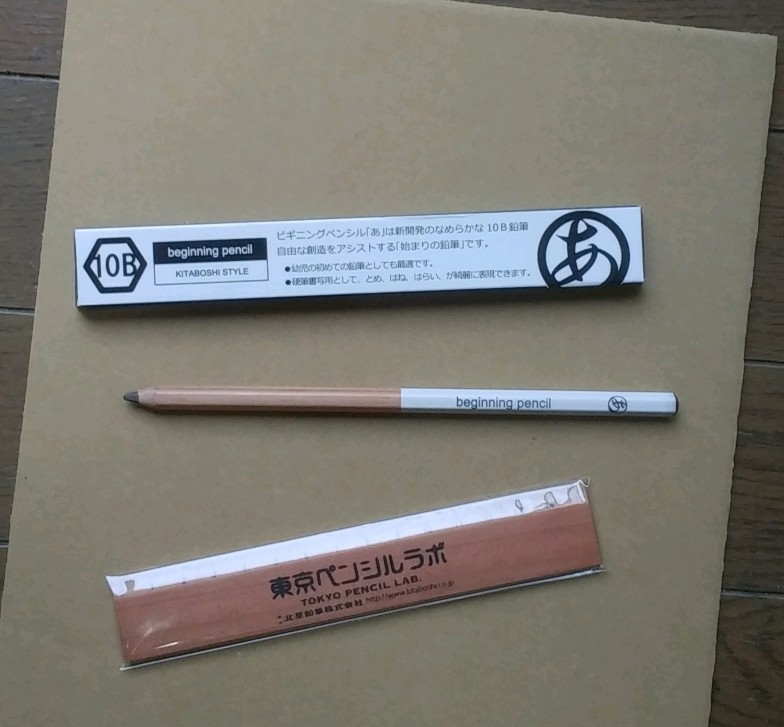 10B
beginning pencil
KITABOSHI STYLE
ビギニングペンシル「あ」は新開発のなめらかな10B鉛筆
自由な創造をアシストする「始まりの鉛筆」です。
●幼児の初めての鉛筆としても最適です。
●硬筆書写用として、とめ、はね、はらい、が綺麗に表現できます。
あ
beginning pencil
あ
東京ペンシルラボ
TOKYO PENCIL LAB.
北星鉛筆株式会社 http://www.kitaboshi.co.jp